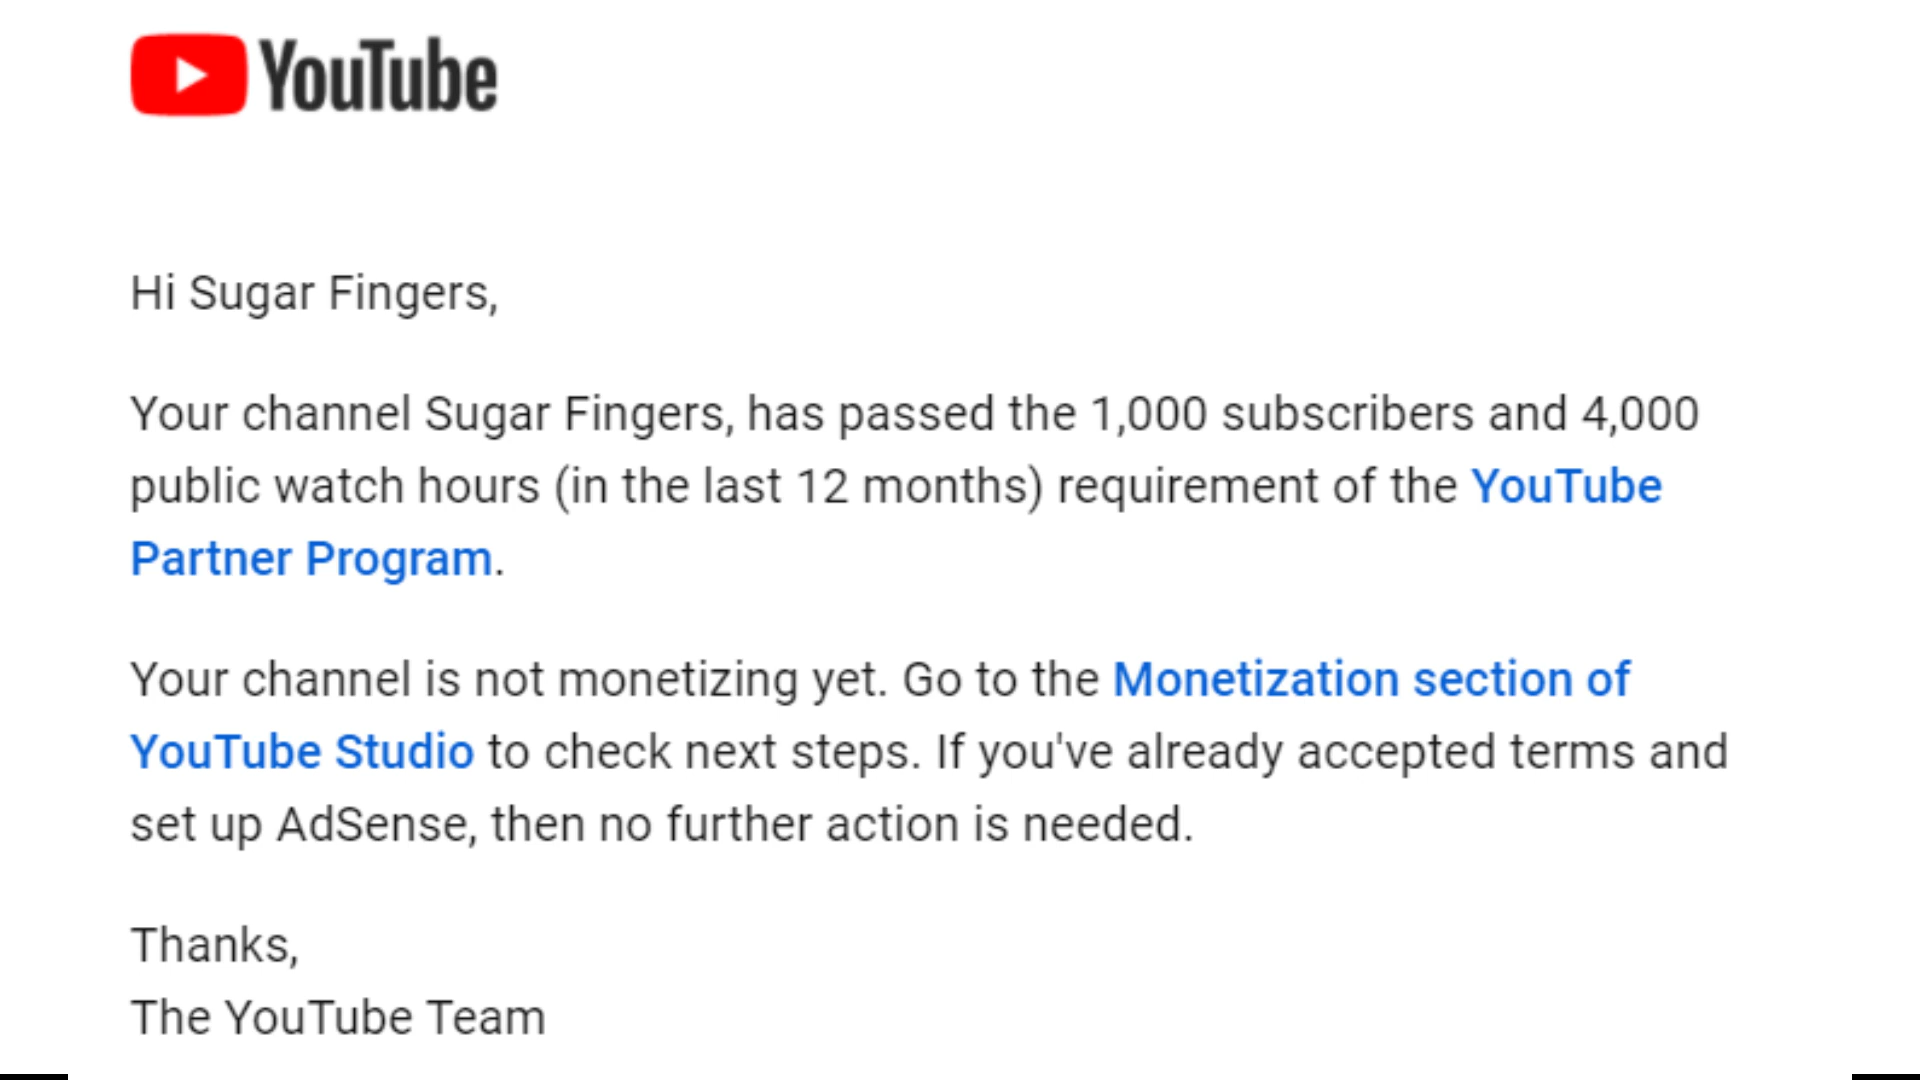 YouTube
Hi Sugar Fingers,
Your channel Sugar Fingers, has passed the 1,000 subscribers and 4,000
public watch hours (in the last 12 months) requirement of the YouTube
Partner Program.
Your channel is not monetizing yet. Go to the Monetization section of
YouTube Studio to check next steps. If you've already accepted terms and
set up AdSense, then no further action is needed.
Thanks,
The YouTube Team